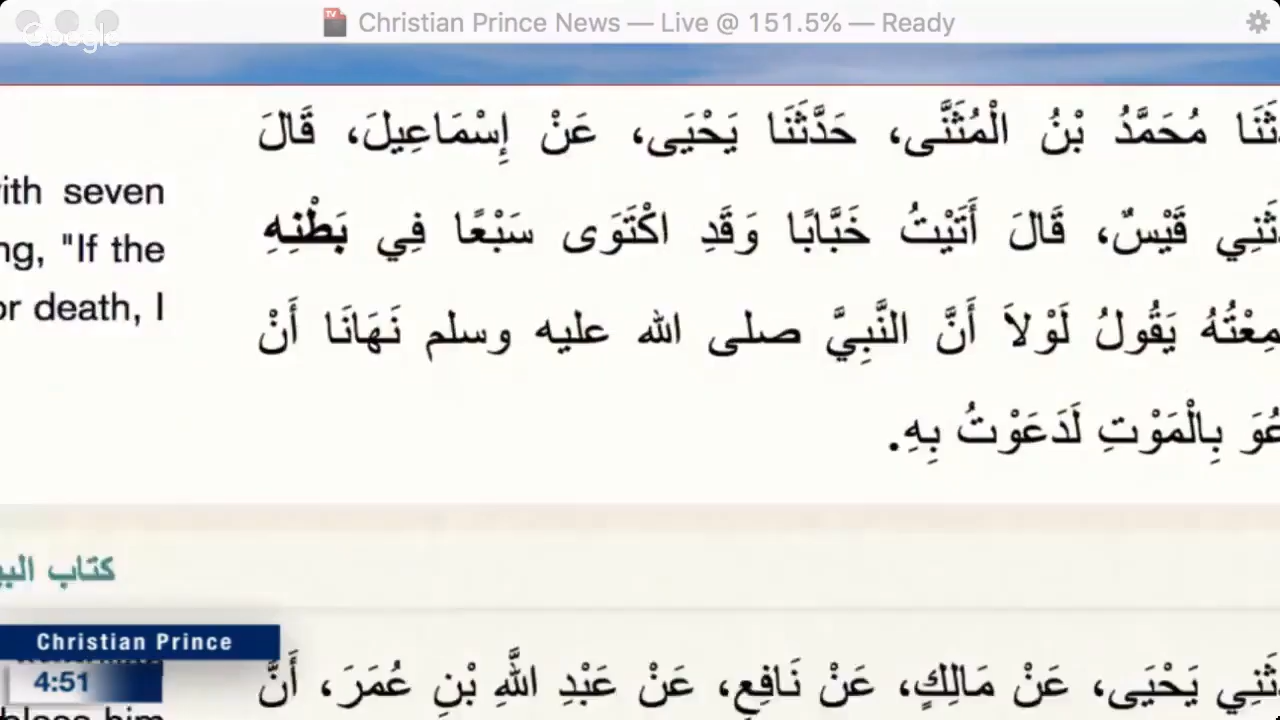 Google
Christian Prince News — Live @ 151.5% — Ready
حَدَّثَنَا مُحَمَّدُ بْنُ الْمُثَنَّى، حَدَّثَنَا يَحْيَى، عَنْ إِسْمَاعِيلَ، قَالَ
ith seven
قَيْسٌ، قَالَ أَتَيْتُ خَبَّابًا وَقَدِ اكْتَوَى سَبْعًا فِي بَطْنِهِ
ng, "If the
or death, I
يَقُولُ لَوْلاَ أَنَّ النَّبِيَّ صلى الله عليه وسلم نَهَانَا أَنْ
بِالْمَوْتِ لَدَعَوْتُ بِهِ.
كتاب
Christian Prince
4:51
يَحْيَى، عَنْ مَالِكٍ، عَنْ نَافِعٍ، عَنْ عَبْدِ اللَّهِ بْنِ عُمَرَ، أَنَّ
him